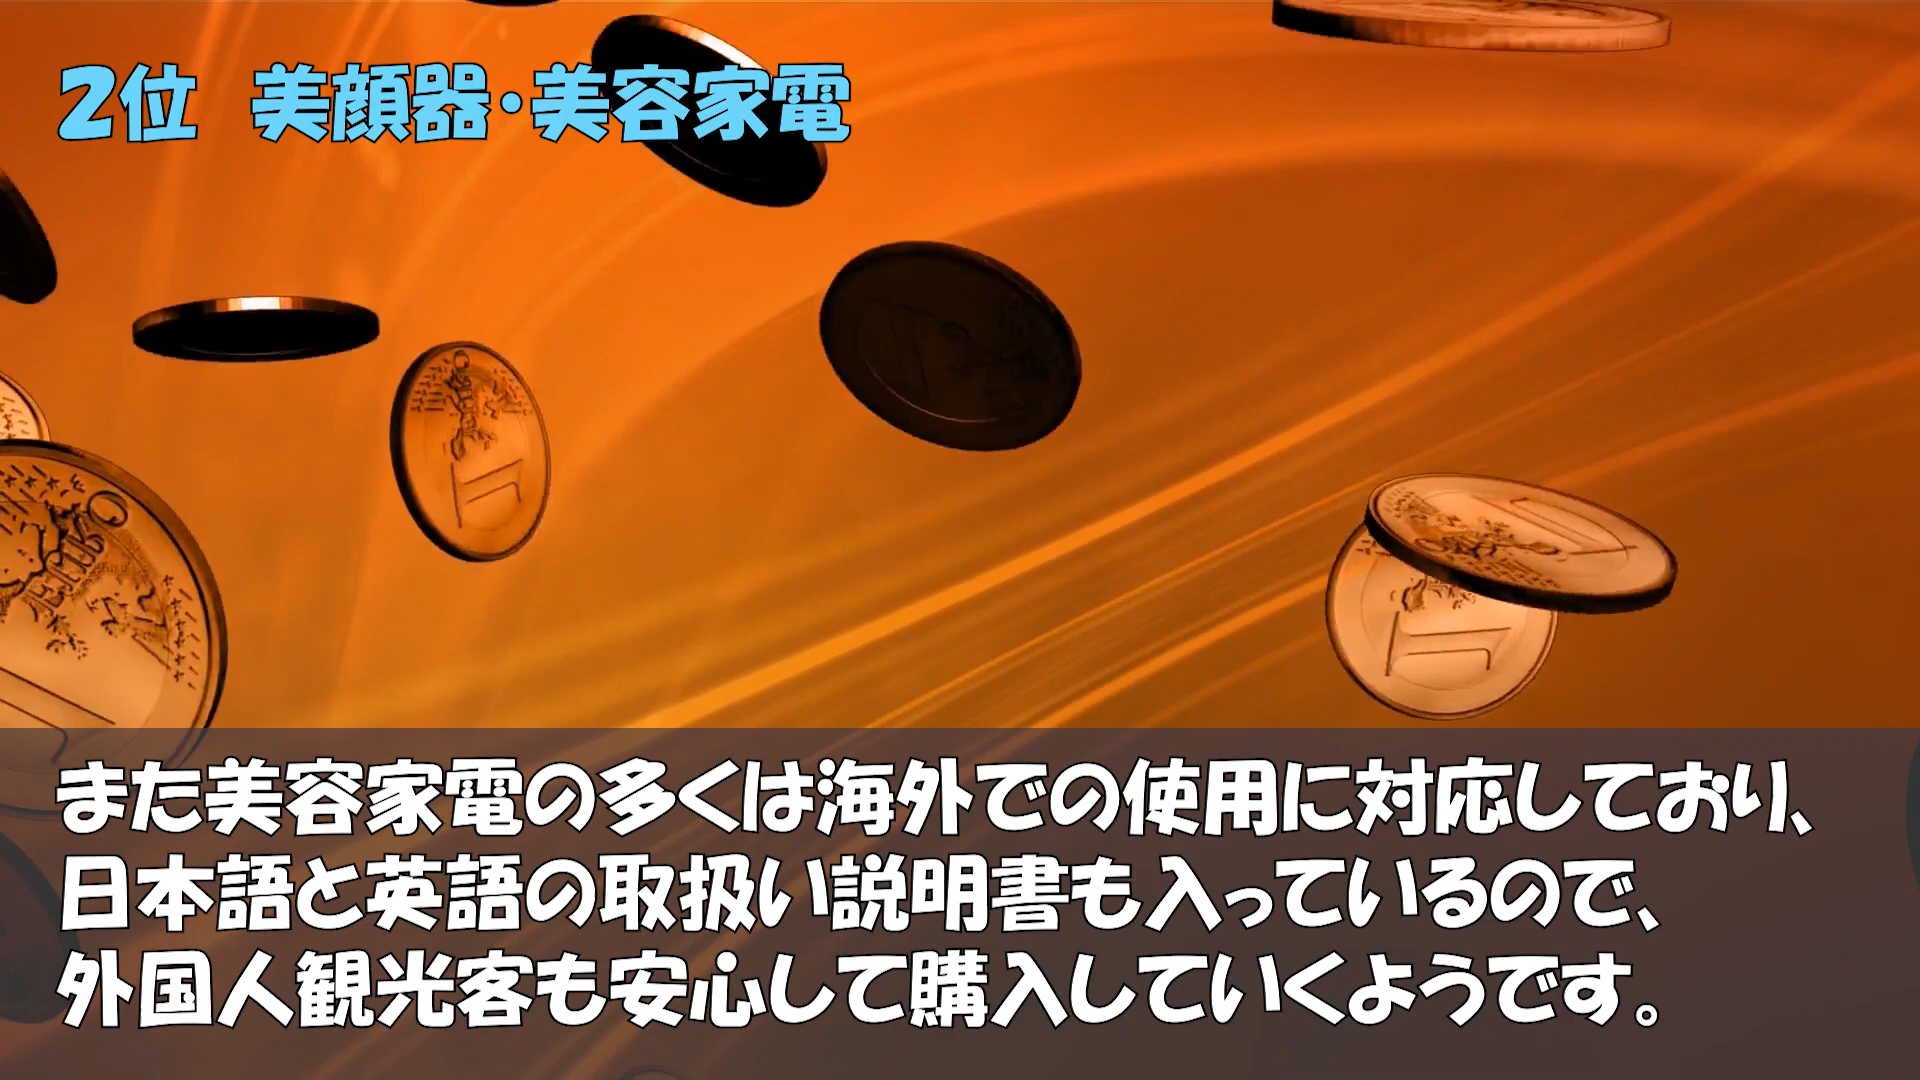 2位 美顔器・美容家電
また美容家電の多くは海外での使用に対応しており、
日本語と英語の取扱い説明書も入っているので、
外国人観光客も安心して購入していくようです。